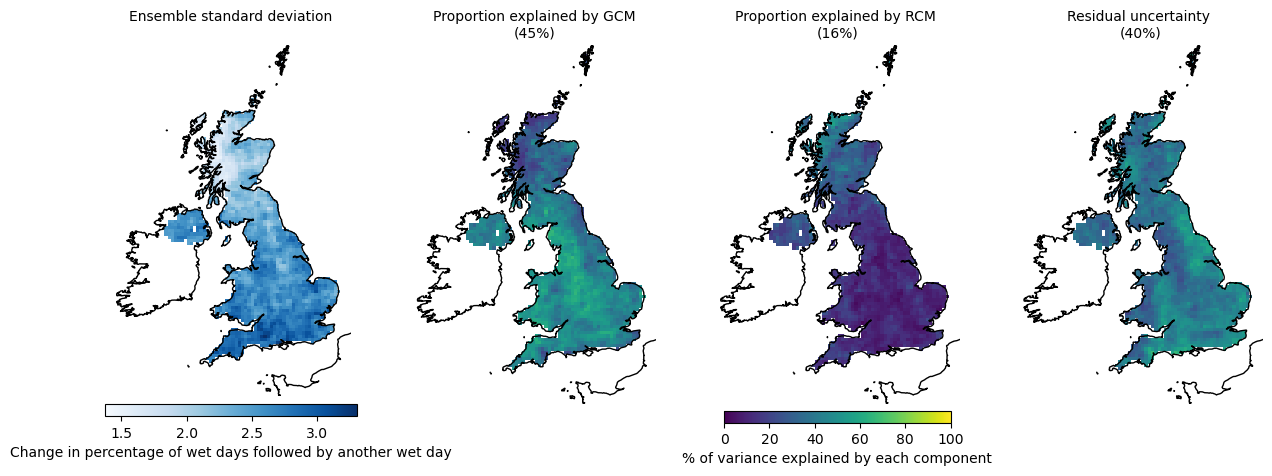 Ensemble standard deviation
Proportion explained by GCM
(45%)
Proportion explained by RCM
(16%)
Residual uncertainty
(40%)
1.5 2.0 2.5 3.0
Change in percentage of wet days followed by another wet day
0 20 40 60 80 100
% of variance explained by each component